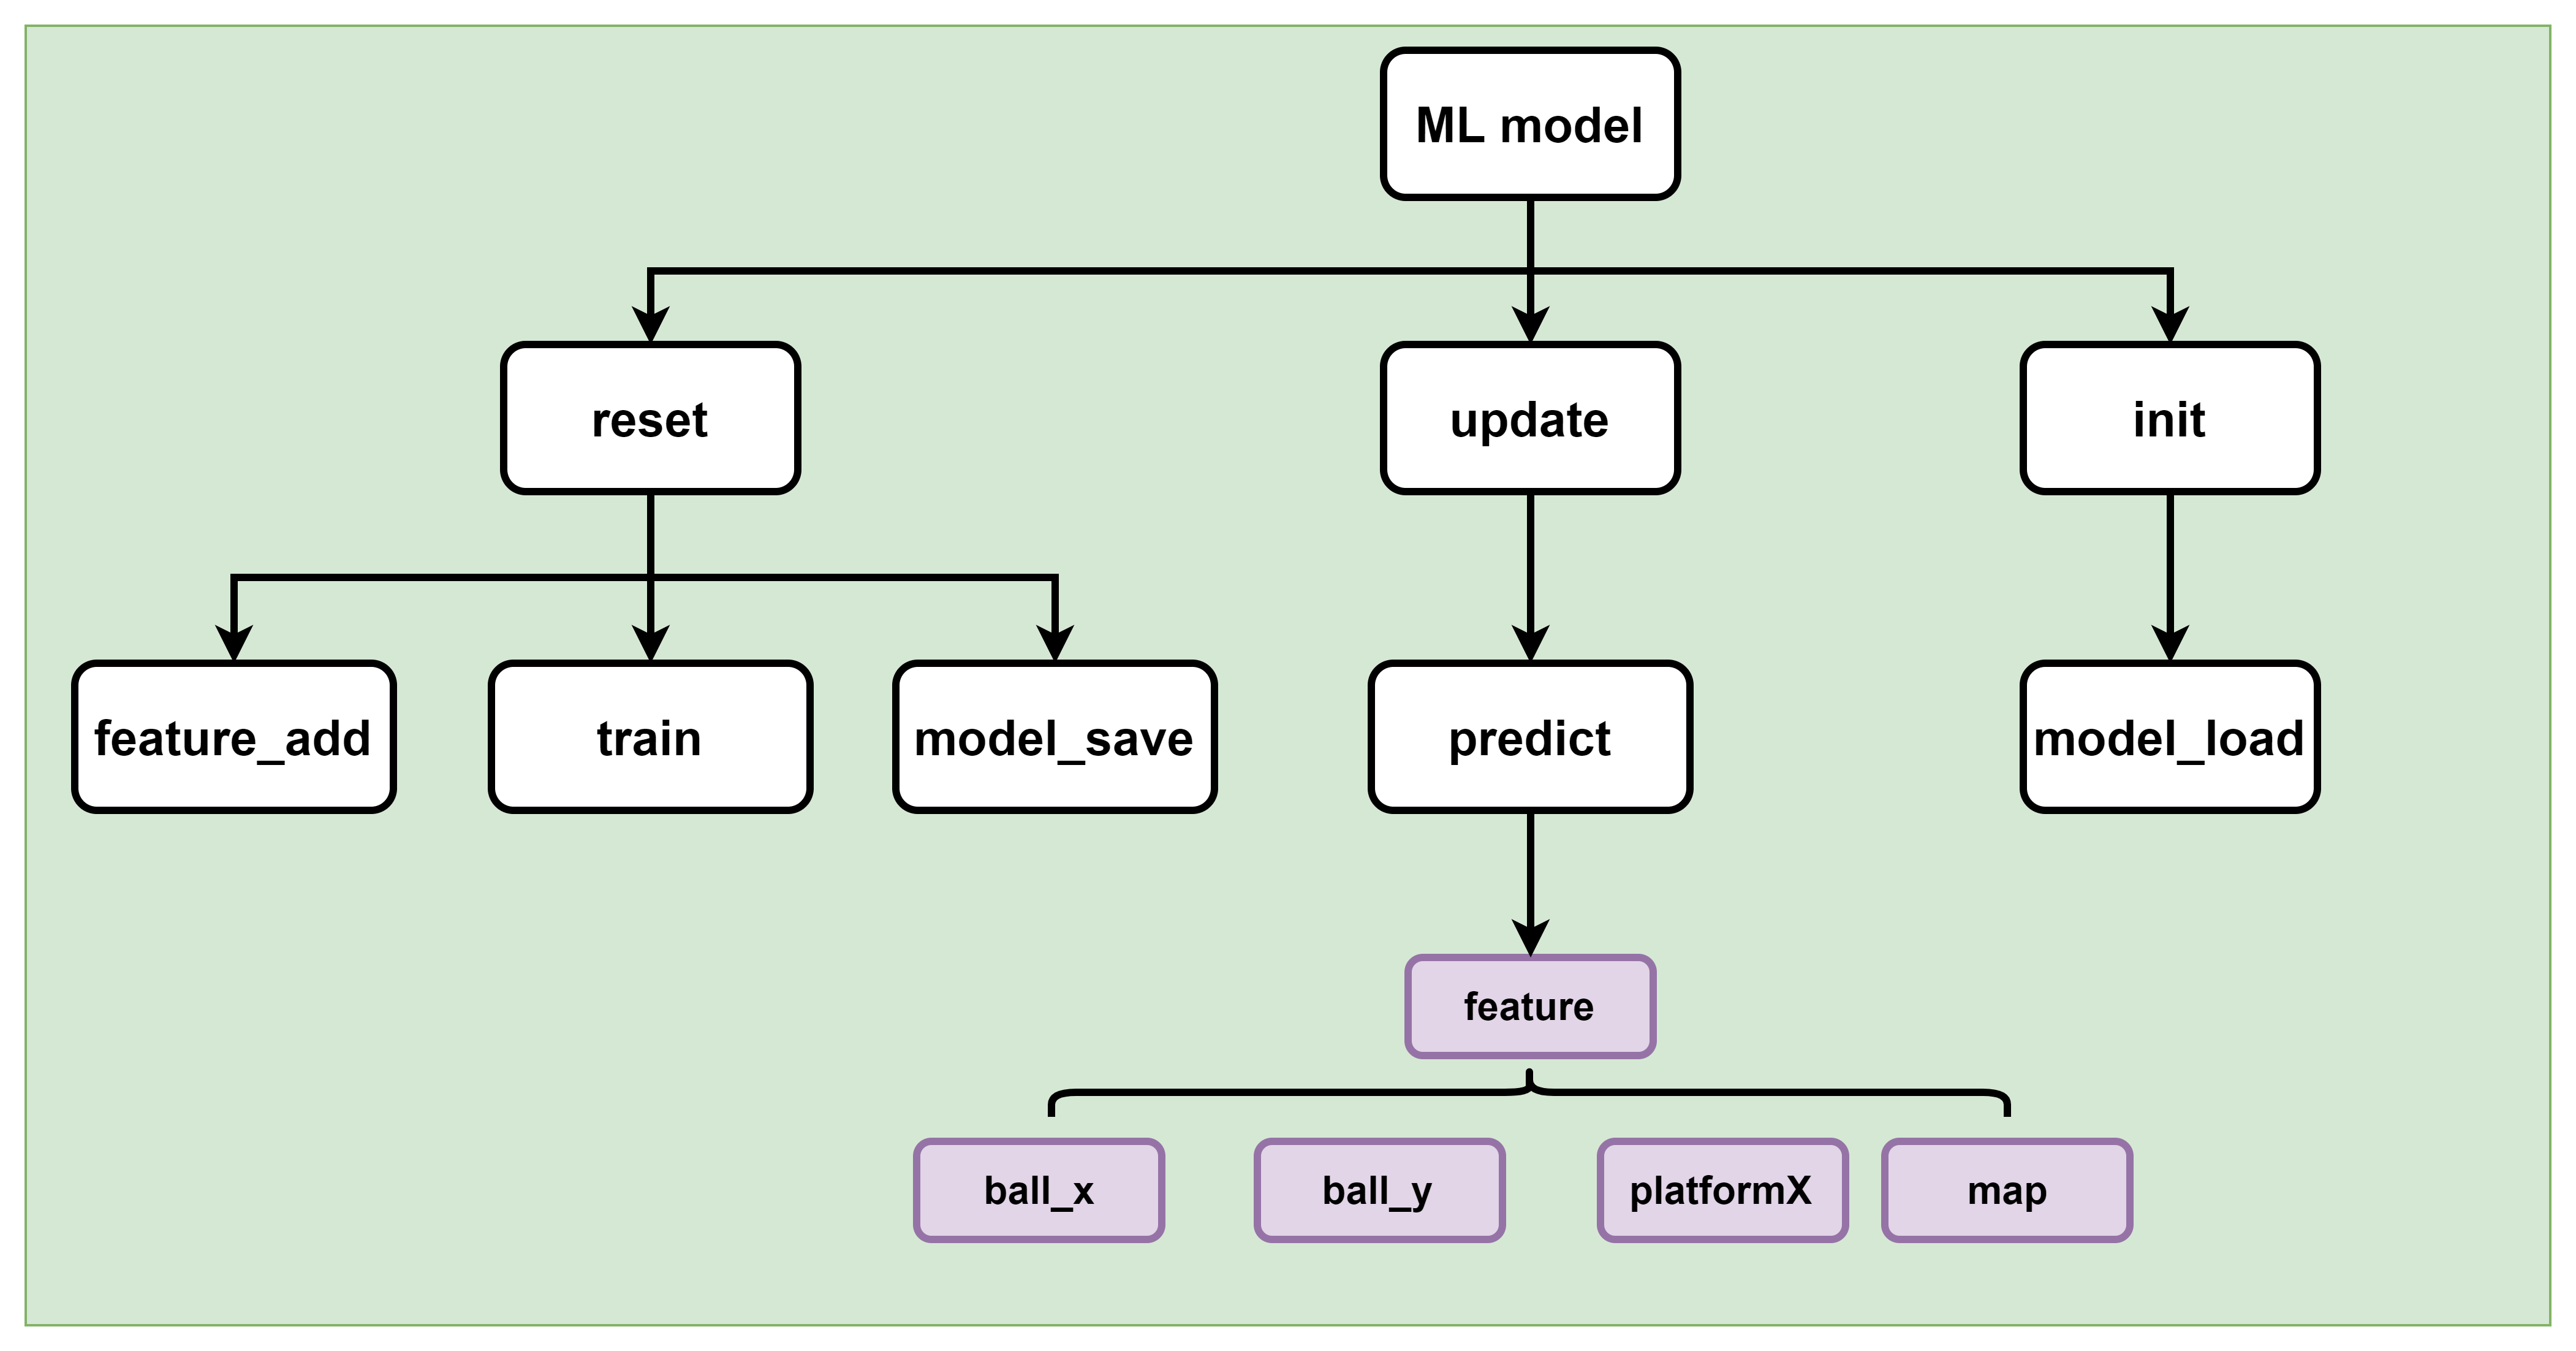 ML model
reset
update
init
feature_add
train
model_save
predict
model_load
feature
ball_x
ball_y
platformX
map